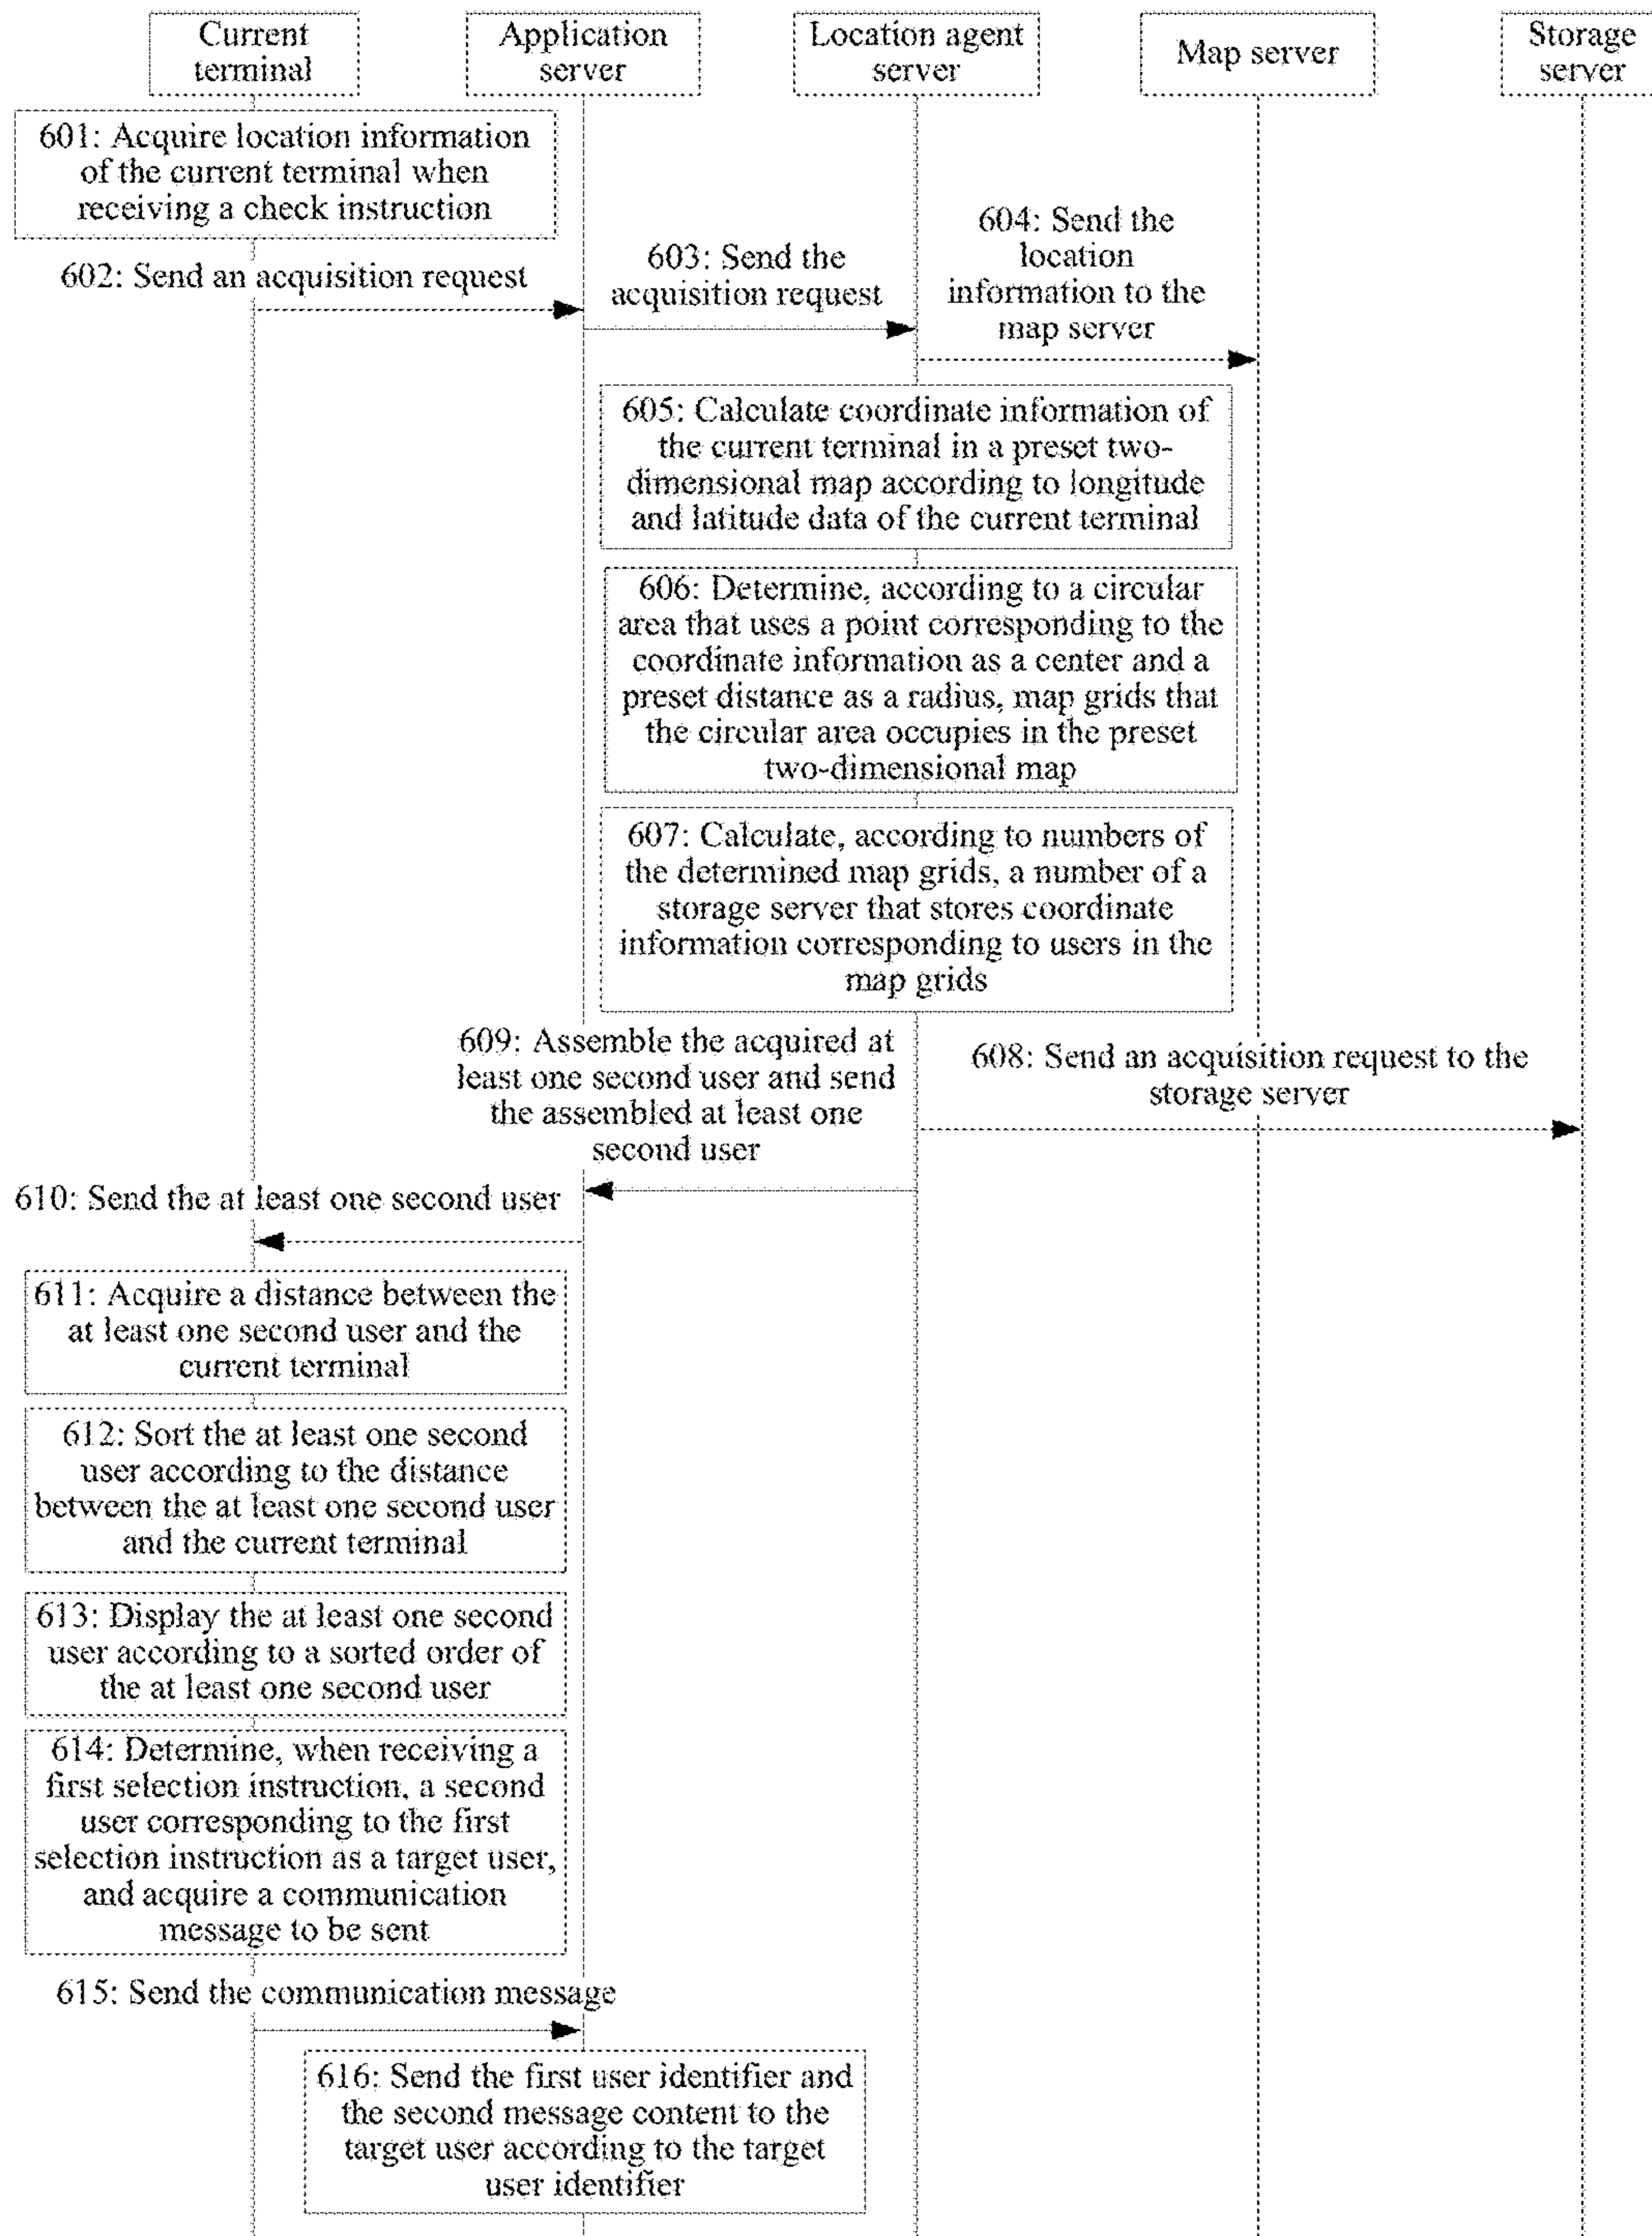 Current
terminal
Application
server
Location agent
server
Map server
Storage
server
601: Acquire location information
of the current terminal when
receiving a check instruction
602: Send an acquisition request
603: Send the
acquisition request
604: Send the
location
information to the
map server
605: Calculate coordinate information of
the current terminal in a preset two-
dimensional map according to longitude
and latitude data of the current terminal
606: Determine, according to a circular
area that uses a point corresponding to the
coordinate information as a center and a
preset distance as a radius, map grids that
the circular area occupies in the preset
two-dimensional map
607: Calculate, according to numbers of
the determined map grids, a number of a
storage server that stores coordinate
information corresponding to users in the
map grids
608: Send an acquisition request to the
storage server
609: Assemble the acquired at
least one second user and send
the assembled at least one
second user
610: Send the at least one second user
611: Acquire a distance between the
at least one second user and the
current terminal
612: Sort the at least one second
user according to the distance
between the at least one second user
and the current terminal
613: Display the at least one second
user according to a sorted order of
the at least one second user
614: Determine, when receiving a
first selection instruction, a second
user corresponding to the first
selection instruction as a target user,
and acquire a communication
message to be sent
615: Send the communication message
616: Send the first user identifier and
the second message content to the
target user according to the target
user identifier